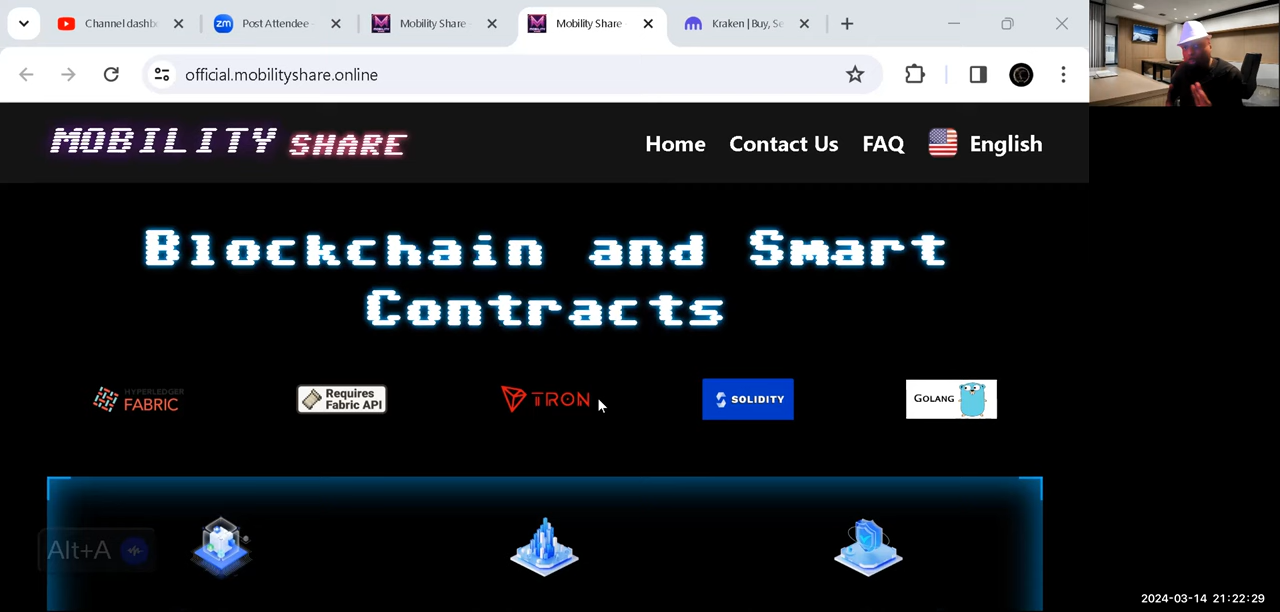 Channel dashb
Post Attendee -
Mobility Share -
Mobility Share
Kraken | Buy, Se
official.mobilityshare.online
MOBILITY SHARE
Home
Contact Us
FAQ
English
Blockchain and Smart
Contracts
HYPERLEDGER
FABRIC
Requires
Fabric API
TRON
SOLIDITY
GOLANG
Alt+A
2024-03-14 21:22:29